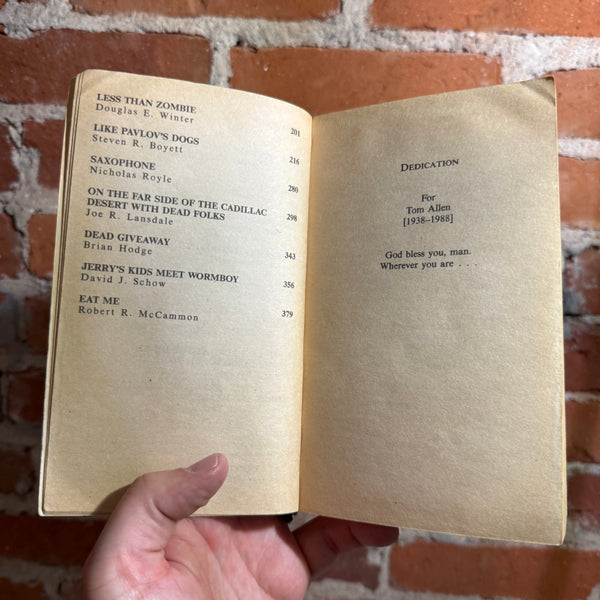 LESS THAN ZOMBIE
Douglas E. Winter 201
LIKE PAVLOV'S DOGS
Steven R. Boyett 216
SAXOPHONE
Nicholas Royle 280
ON THE FAR SIDE OF THE CADILLAC
DESERT WITH DEAD FOLKS 298
Joe R. Lansdale
DEAD GIVEAWAY
Brian Hodge 343
JERRY'S KIDS MEET WORMBOY
David J. Schow 356
EAT ME
Robert R. McCammon 379
DEDICATION
For
Tom Allen
[1938–1988]
God bless you, man.
Wherever you are . . .